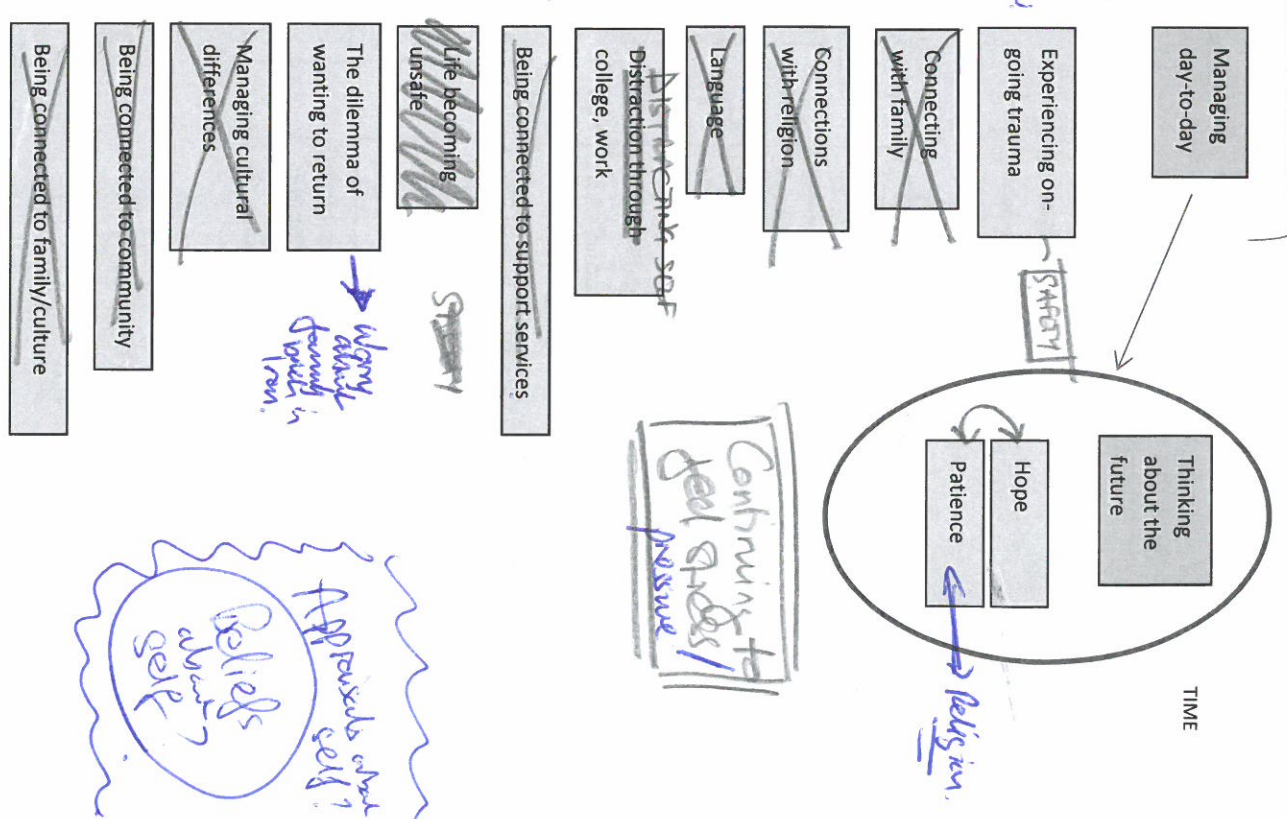 Managing
day-to-day
Experiencing on-
going trauma
SAFETY
Connecting
with family
Connections
with religion
Language
Distraction through
college, work
DISTRACTING SELF
Being connected to support services
Life becoming
unsafe
The dilemma of
wanting to return
Worry
about
family
back in
Iran.
Managing cultural
differences
Being connected to community
Being connected to family/culture
TIME
Thinking
about the
future
Hope
Patience
Religion.
Continuing to
feel stress/
pressure/
Appraisals about
self?
Beliefs
about
self